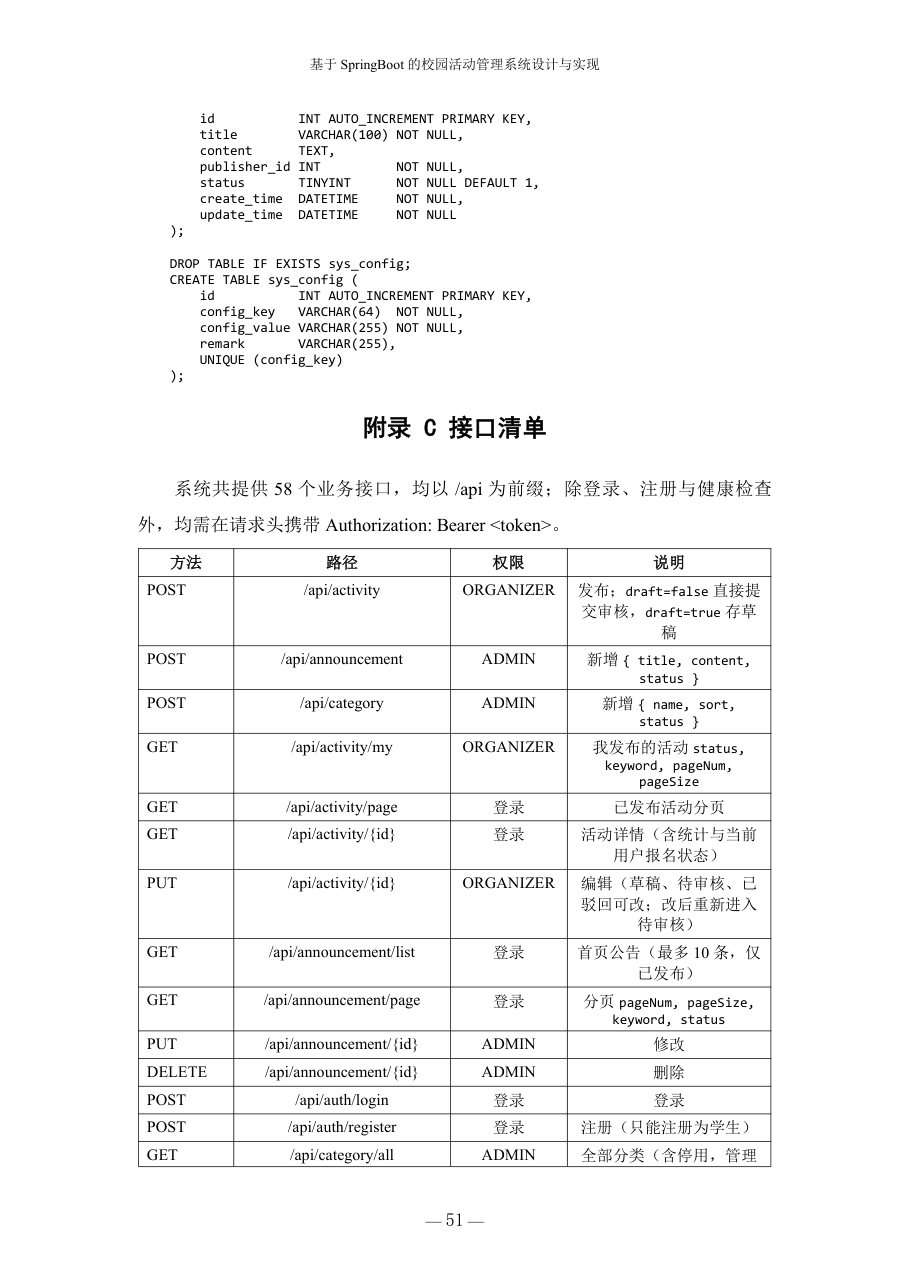 基于 SpringBoot 的校园活动管理系统设计与实现
id INT AUTO_INCREMENT PRIMARY KEY,
title VARCHAR(100) NOT NULL,
content TEXT,
publisher_id INT NOT NULL,
status TINYINT NOT NULL DEFAULT 1,
create_time DATETIME NOT NULL,
update_time DATETIME NOT NULL
);
DROP TABLE IF EXISTS sys_config;
CREATE TABLE sys_config (
id INT AUTO_INCREMENT PRIMARY KEY,
config_key VARCHAR(64) NOT NULL,
config_value VARCHAR(255) NOT NULL,
remark VARCHAR(255),
UNIQUE (config_key)
);
附录 C 接口清单
系统共提供 58 个业务接口，均以 /api 为前缀；除登录、注册与健康检查
外，均需在请求头携带 Authorization: Bearer <token>。
方法 路径 权限 说明
POST /api/activity ORGANIZER 发布；draft=false 直接提
交审核，draft=true 存草
稿
POST /api/announcement ADMIN 新增 { title, content,
status }
POST /api/category ADMIN 新增 { name, sort,
status }
GET /api/activity/my ORGANIZER 我发布的活动 status,
keyword, pageNum,
pageSize
GET /api/activity/page 登录 已发布活动分页
GET /api/activity/{id} 登录 活动详情（含统计与当前
用户报名状态）
PUT /api/activity/{id} ORGANIZER 编辑（草稿、待审核、已
驳回可改；改后重新进入
待审核）
GET /api/announcement/list 登录 首页公告（最多 10 条，仅
已发布）
GET /api/announcement/page 登录 分页 pageNum, pageSize,
keyword, status
PUT /api/announcement/{id} ADMIN 修改
DELETE /api/announcement/{id} ADMIN 删除
POST /api/auth/login 登录 登录
POST /api/auth/register 登录 注册（只能注册为学生）
GET /api/category/all ADMIN 全部分类（含停用，管理
— 51 —